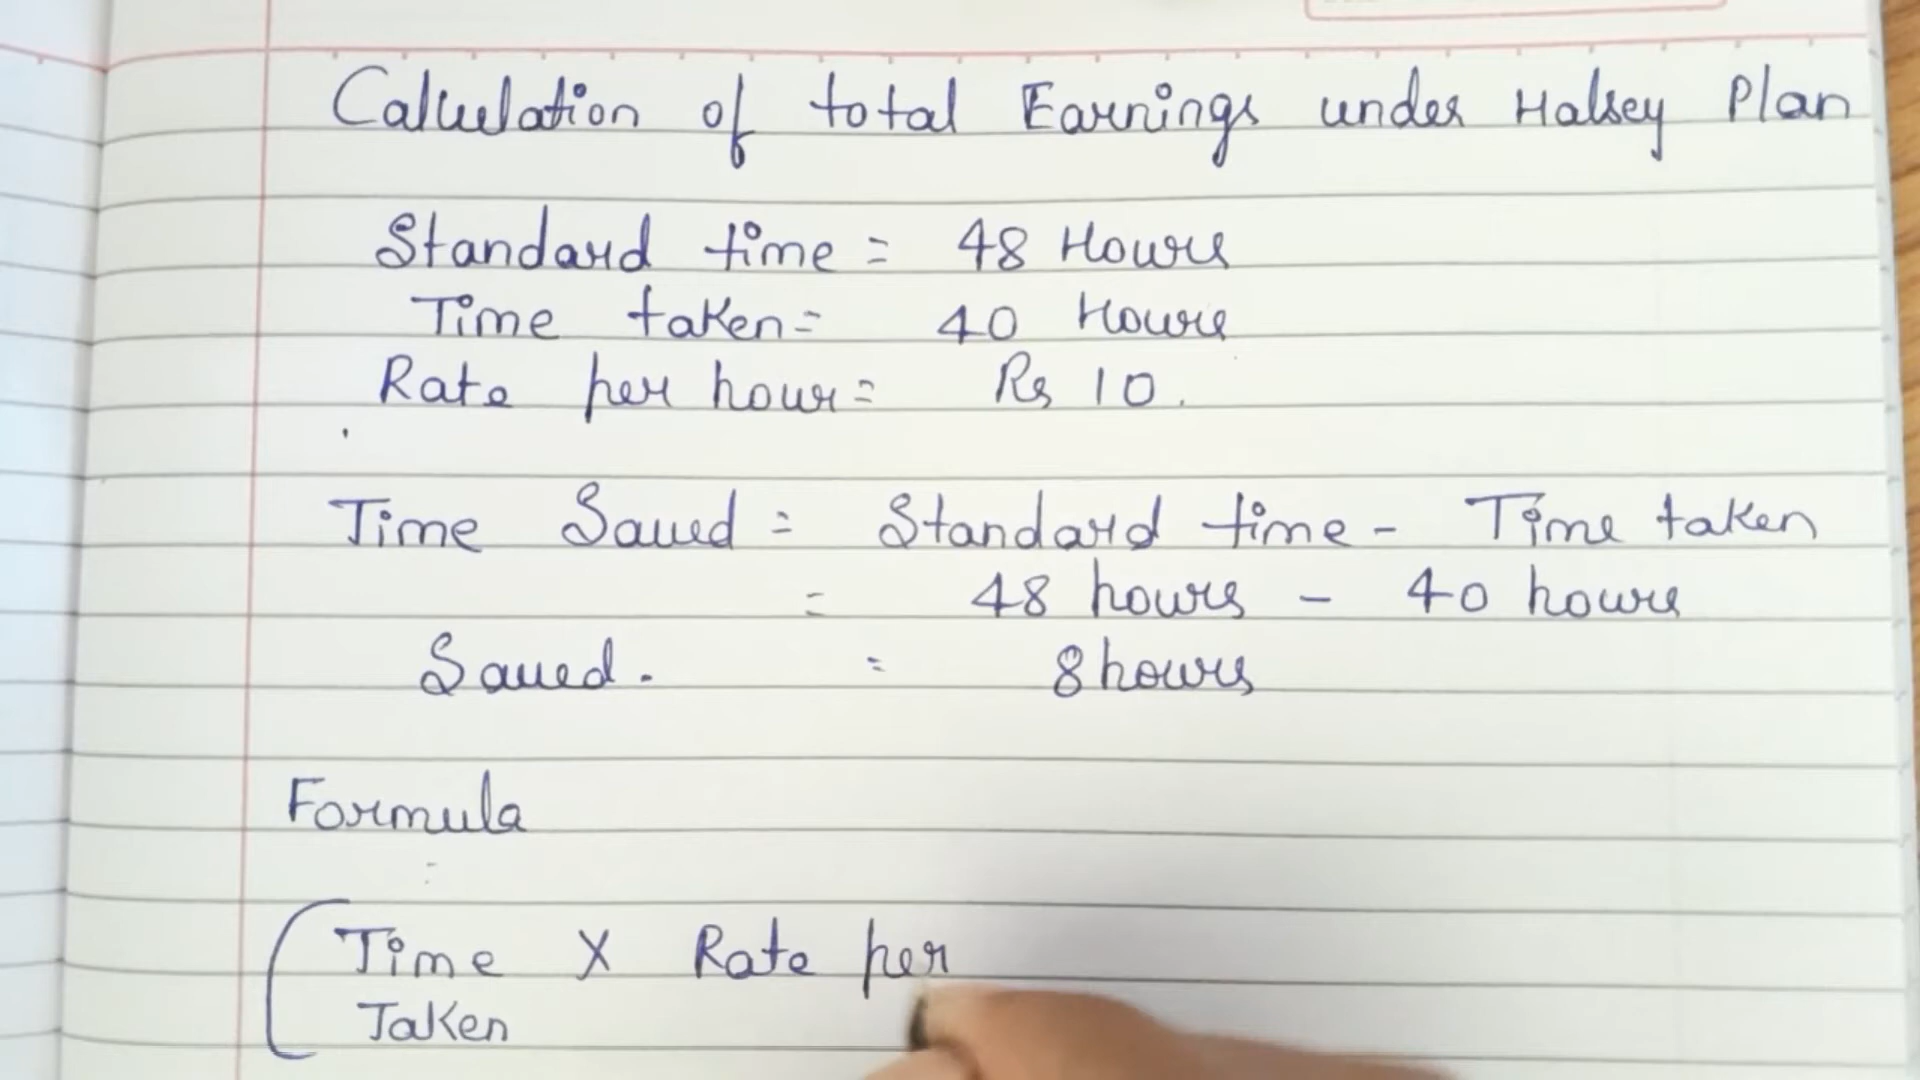 Calculation of total Earnings under Halsey Plan
Standard time = 48 Hours
Time taken = 40 Hours
Rate per hour = Rs 10.
Time Saved = Standard time - Time taken
= 48 hours - 40 hours
Saved. = 8 hours
Formula
(Time X Rate per
Taken